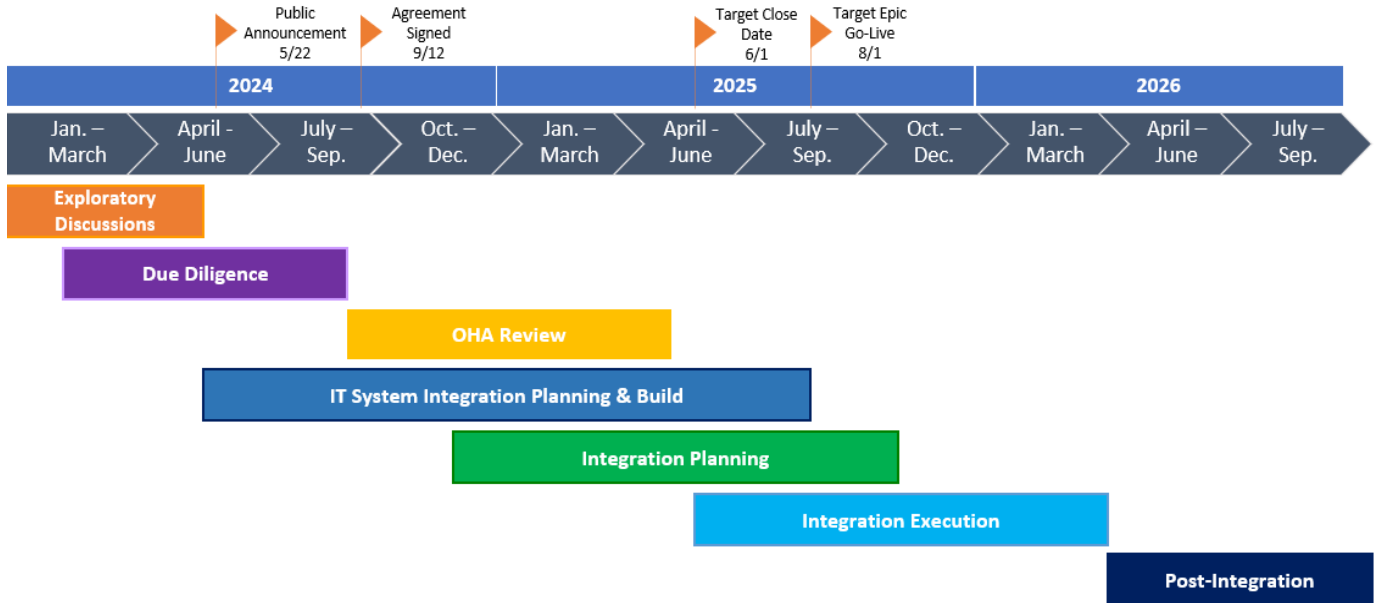 Public
Announcement
5/22
Agreement
Signed
9/12
Target Close
Date
6/1
Target Epic
Go-Live
8/1
2024
2025
2026
Jan. –
March
April -
June
July –
Sep.
Oct. –
Dec.
Jan. –
March
April -
June
July –
Sep.
Oct. –
Dec.
Jan. –
March
April –
June
July –
Sep.
Exploratory
Discussions
Due Diligence
OHA Review
IT System Integration Planning & Build
Integration Planning
Integration Execution
Post-Integration